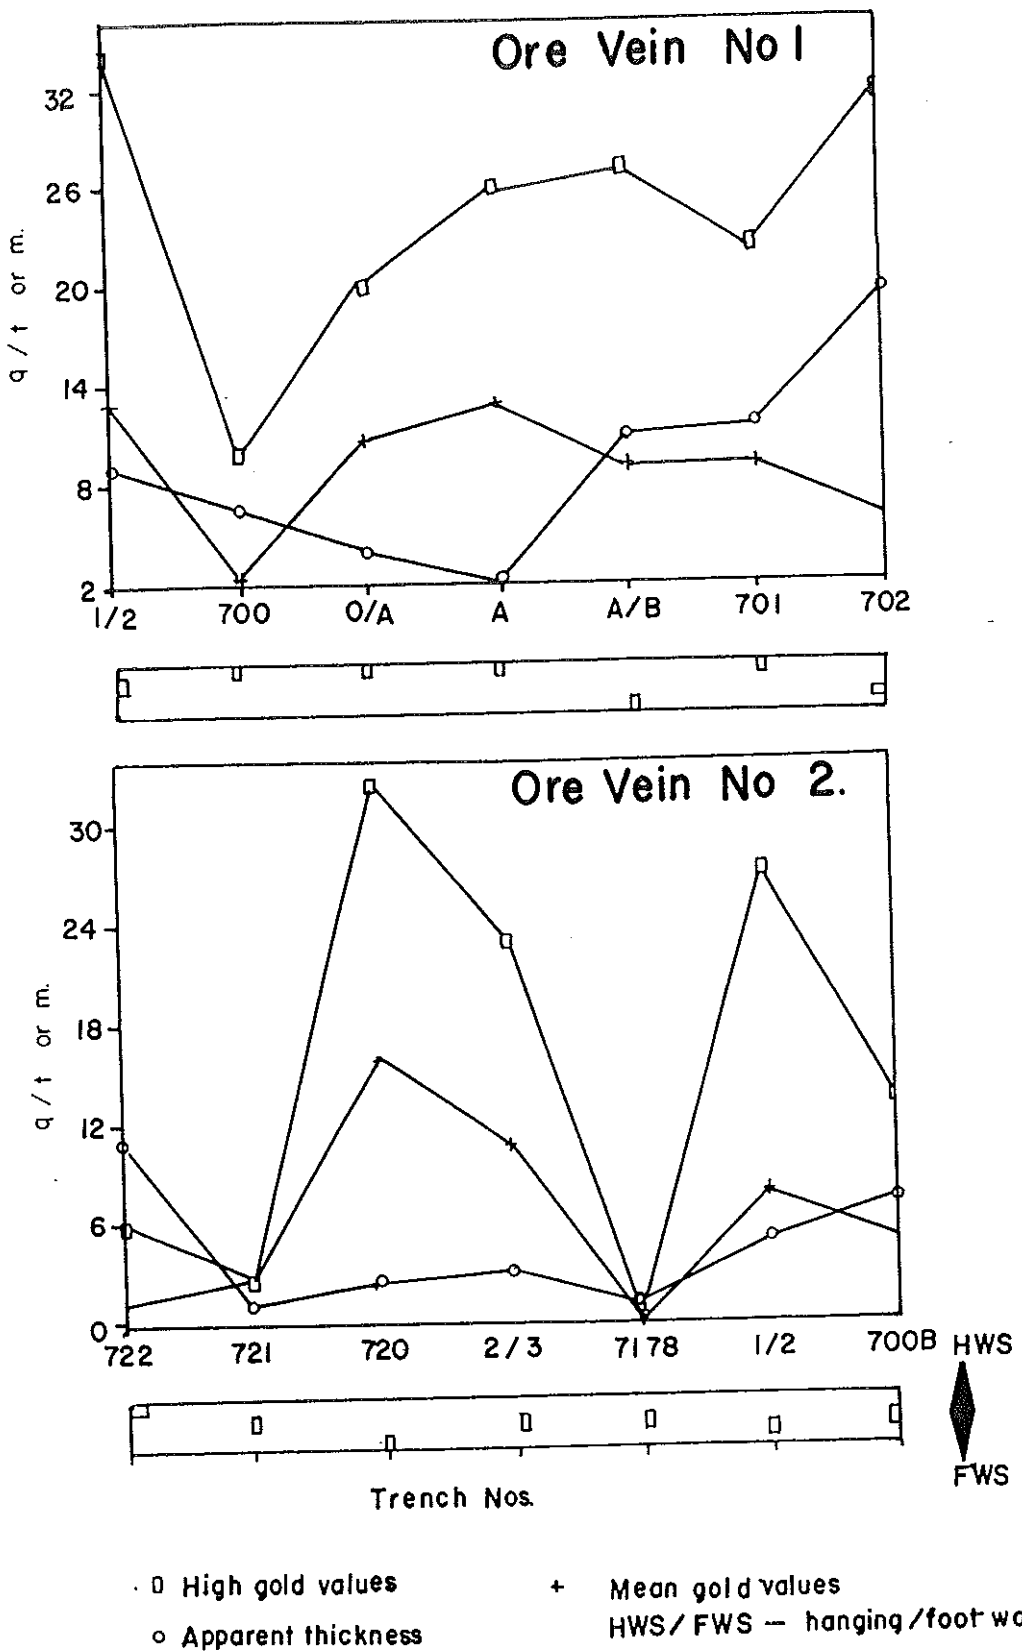 Ore Vein No 1
32
26
20
14
8
2
q/t or m.
1/2 700 O/A A A/B 701 702
Ore Vein No 2.
30
24
18
12
6
0
q/t or m.
722 721 720 2/3 7178 1/2 700B
HWS
FWS
Trench Nos.
High gold values
Mean gold values
Apparent thickness
HWS/FWS – hanging/foot